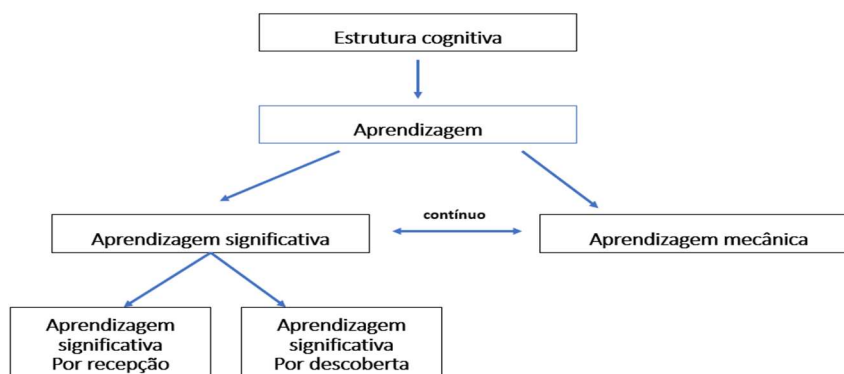 Estrutura cognitiva
Aprendizagem
Aprendizagem significativa
contínuo
Aprendizagem mecânica
Aprendizagem
significativa
Por recepção
Aprendizagem
significativa
Por descoberta